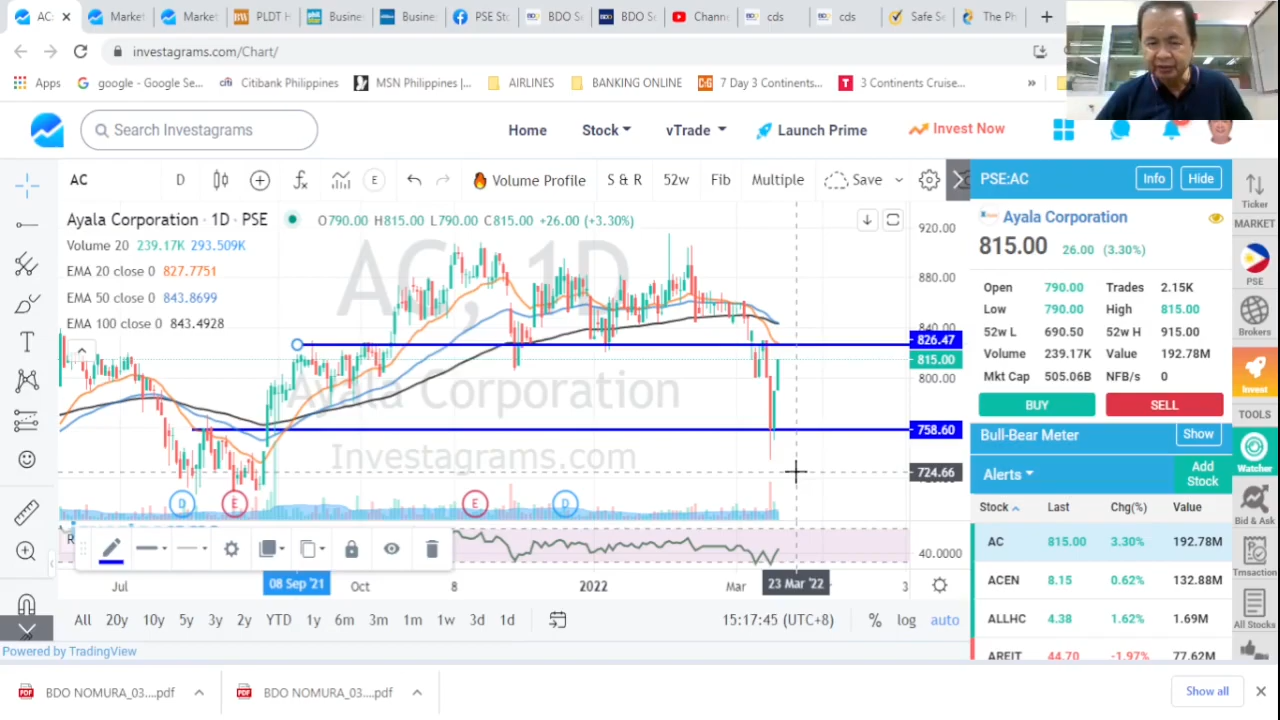 AC:
Market
Market
PLDT H
Busine
Busine
PSE St
BDO Se
BDO Se
Chann
cds
cds
Safe Se
The Ph
investagrams.com/Chart/
Apps
google - Google Se...
Citibank Philippines
MSN Philippines |...
AIRLINES
BANKING ONLINE
7 Day 3 Continents...
3 Continents Cruise...
»
Search Investagrams
Home
Stock
vTrade
Launch Prime
Invest Now
AC
D
E
Volume Profile
S & R
52w
Fib
Multiple
Save
PSE:AC
Info
Hide
Ticker
MARKET
PSE
Brokers
Invest
TOOLS
Watcher
Bid & Ask
Trnsaction
All Stocks
Ayala Corporation · 1D · PSE
O790.00 H815.00 L790.00 C815.00 +26.00 (+3.30%)
Volume 20 239.17K 293.509K
EMA 20 close 0 827.7751
EMA 50 close 0 843.8699
EMA 100 close 0 843.4928
AC, 1D
Ayala Corporation
Investagrams.com
920.00
880.00
840.00
826.47
815.00
800.00
758.60
724.66
40.0000
D
E
E
D
R
Jul
08 Sep '21
Oct
8
2022
Mar
23 Mar '22
3
All
20y
10y
5y
3y
2y
YTD
1y
6m
3m
1m
1w
3d
1d
15:17:45 (UTC+8)
%
log
auto
Powered by TradingView
Ayala Corporation
815.00 26.00 (3.30%)
Open 790.00 Trades 2.15K
Low 790.00 High 815.00
52w L 690.50 52w H 915.00
Volume 239.17K Value 192.78M
Mkt Cap 505.06B NFB/s 0
BUY
SELL
Bull-Bear Meter
Show
Alerts
Add Stock
Stock Last Chg(%) Value
AC 815.00 3.30% 192.78M
ACEN 8.15 0.62% 132.88M
ALLHC 4.38 1.62% 1.69M
AREIT 44.70 -1.97% 77.62M
BDO NOMURA_03....pdf
BDO NOMURA_03....pdf
Show all